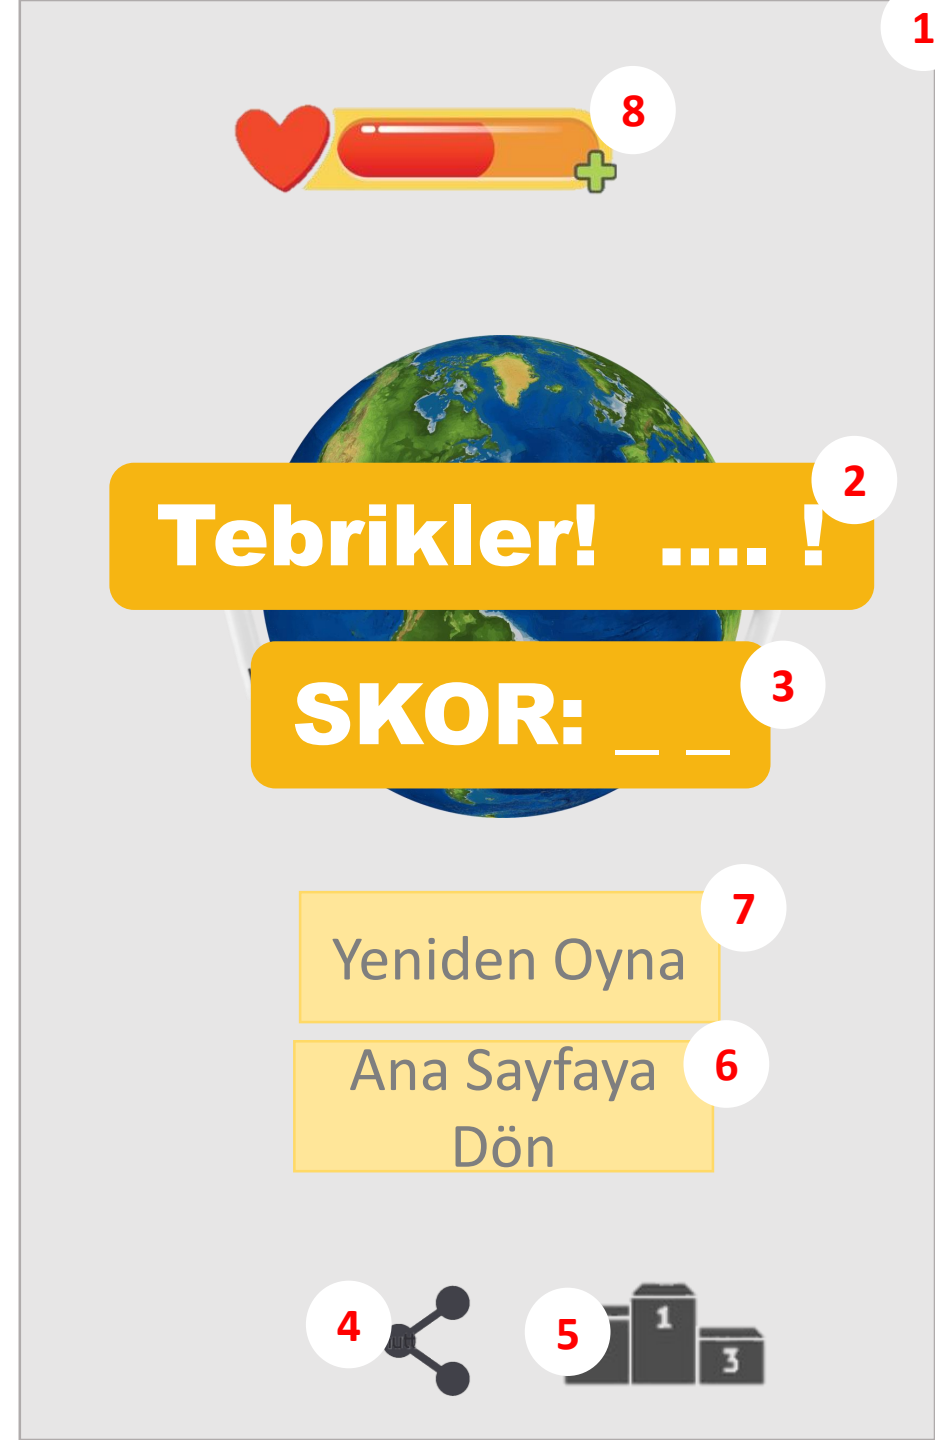 1
8
2
Tebrikler! .... !
3
SKOR: _ _
7
Yeniden Oyna
6
Ana Sayfaya
Dön
4
5
1
3